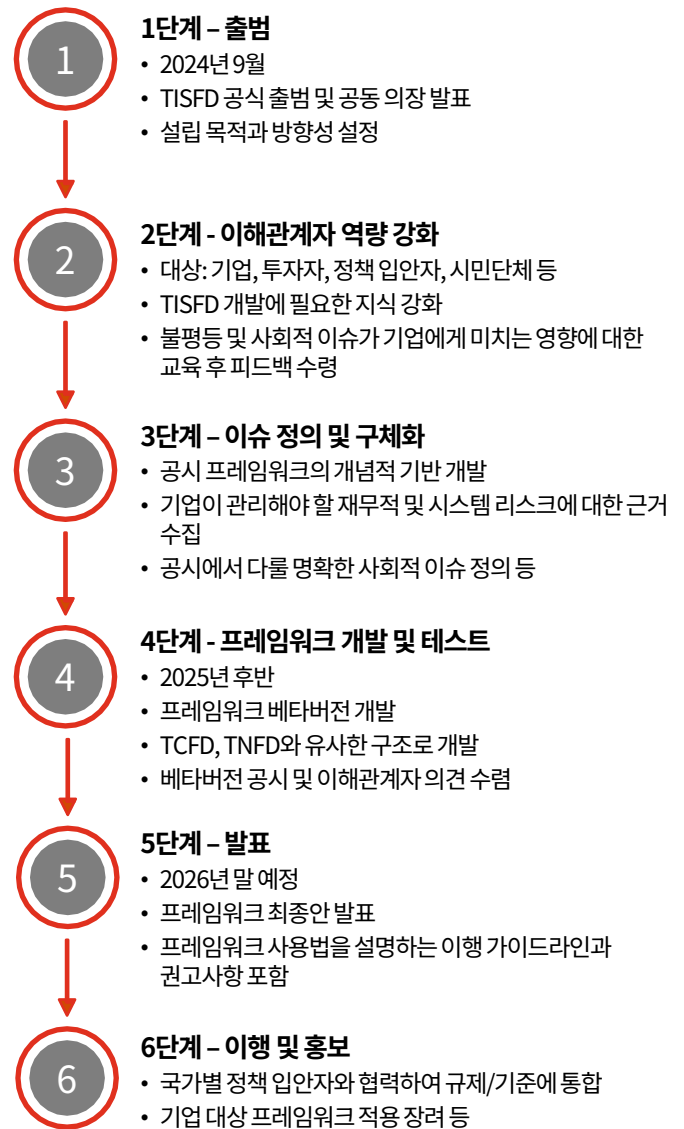 1
1단계 – 출범
• 2024년 9월
• TISFD 공식 출범 및 공동 의장 발표
• 설립 목적과 방향성 설정
2
2단계 - 이해관계자 역량 강화
• 대상: 기업, 투자자, 정책 입안자, 시민단체 등
• TISFD 개발에 필요한 지식 강화
• 불평등 및 사회적 이슈가 기업에게 미치는 영향에 대한
교육 후 피드백 수령
3
3단계 – 이슈 정의 및 구체화
• 공시 프레임워크의 개념적 기반 개발
• 기업이 관리해야 할 재무적 및 시스템 리스크에 대한 근거
수집
• 공시에서 다룰 명확한 사회적 이슈 정의 등
4
4단계 - 프레임워크 개발 및 테스트
• 2025년 후반
• 프레임워크 베타버전 개발
• TCFD, TNFD와 유사한 구조로 개발
• 베타버전 공시 및 이해관계자 의견 수렴
5
5단계 – 발표
• 2026년 말 예정
• 프레임워크 최종안 발표
• 프레임워크 사용법을 설명하는 이행 가이드라인과
권고사항 포함
6
6단계 – 이행 및 홍보
• 국가별 정책 입안자와 협력하여 규제/기준에 통합
• 기업 대상 프레임워크 적용 장려 등